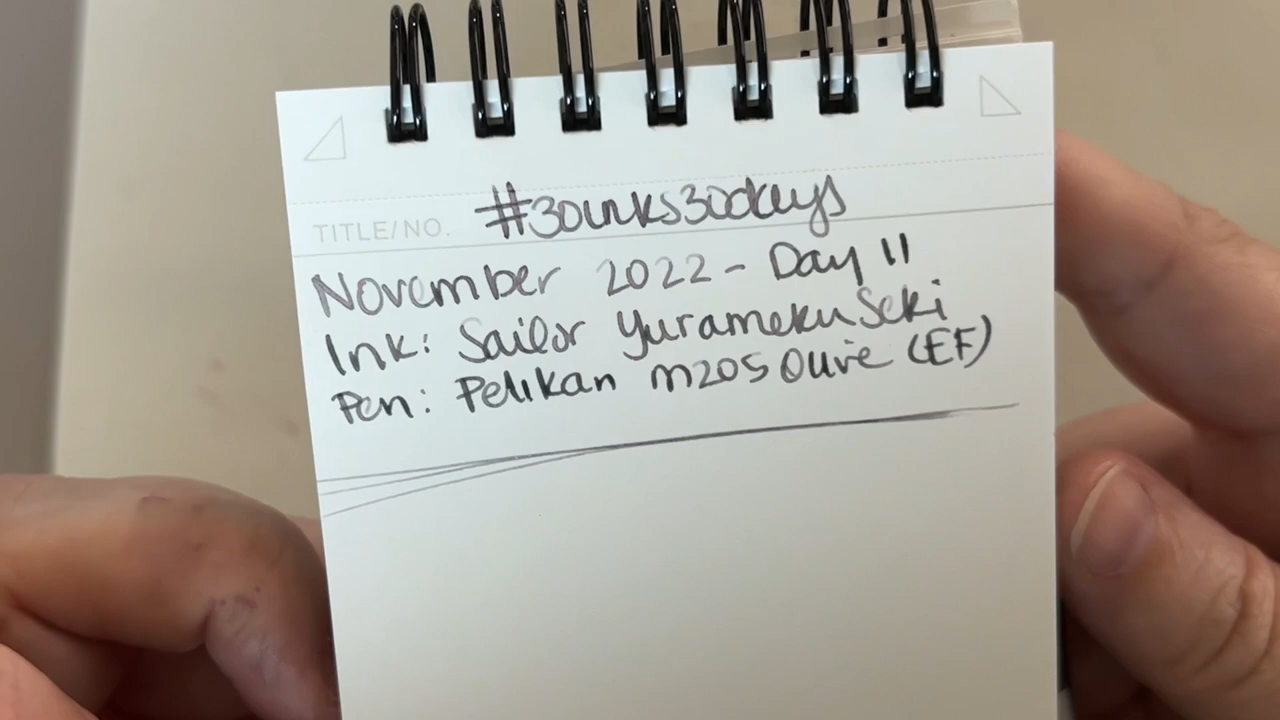 #30inks30days
TITLE/NO.
November 2022 - Day 11
Ink: Sailor Yurameku Seki
Pen: Pelikan M205 Olive (EF)